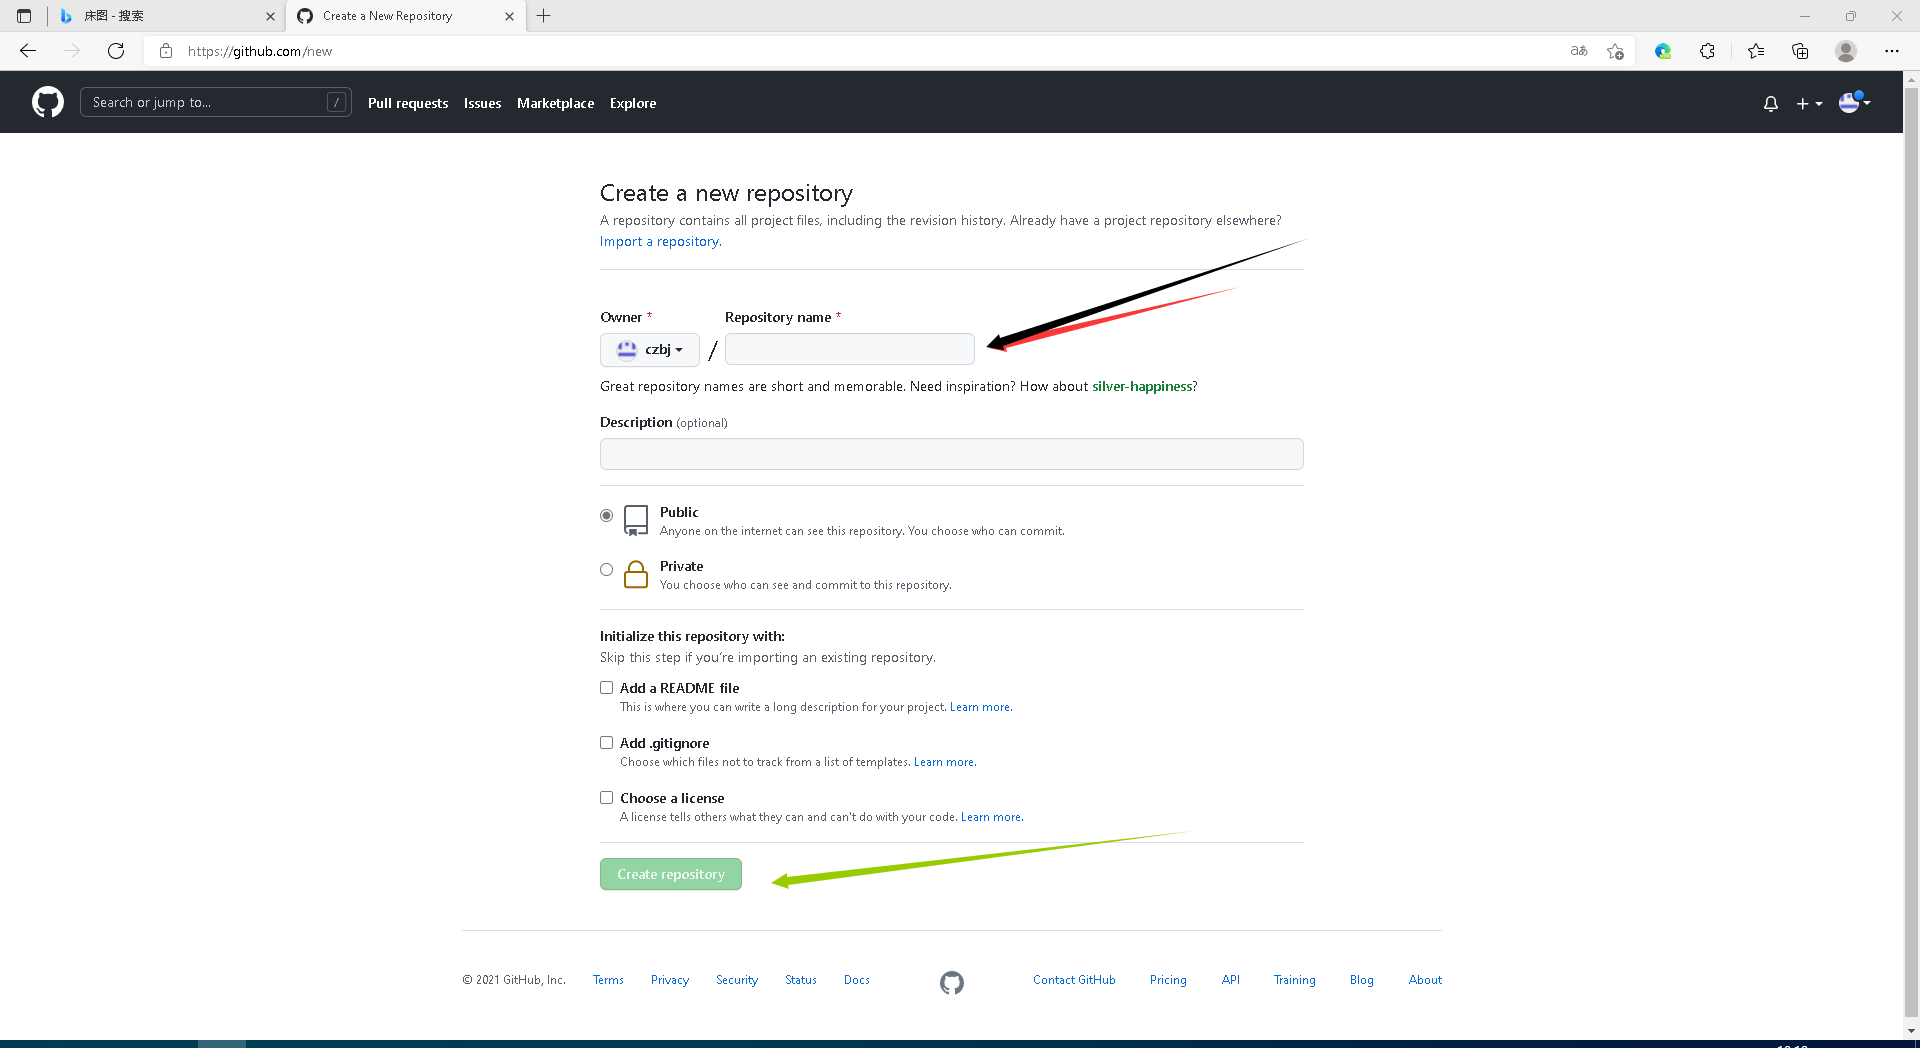 床图 - 搜索
Create a New Repository
https://github.com/new
aあ
Search or jump to... /
Pull requests Issues Marketplace Explore
Create a new repository
A repository contains all project files, including the revision history. Already have a project repository elsewhere?
Import a repository.
Owner * Repository name *
czbj /
Great repository names are short and memorable. Need inspiration? How about silver-happiness?
Description (optional)
Public
Anyone on the internet can see this repository. You choose who can commit.
Private
You choose who can see and commit to this repository.
Initialize this repository with:
Skip this step if you're importing an existing repository.
Add a README file
This is where you can write a long description for your project. Learn more.
Add .gitignore
Choose which files not to track from a list of templates. Learn more.
Choose a license
A license tells others what they can and can't do with your code. Learn more.
Create repository
© 2021 GitHub, Inc. Terms Privacy Security Status Docs Contact GitHub Pricing API Training Blog About